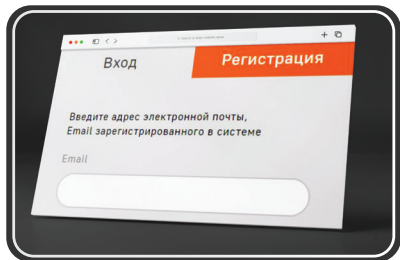 Вход
Регистрация
Введите адрес электронной почты,
Email зарегистрированного в системе
Email